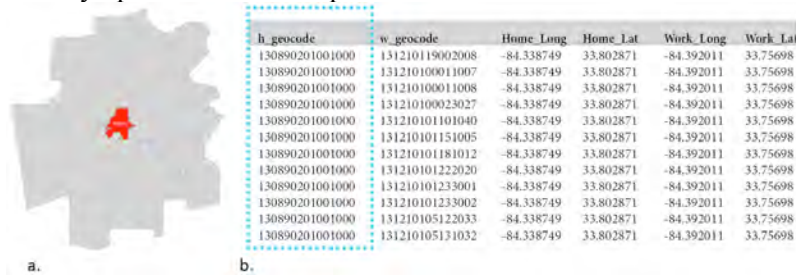 h_geocode w_geocode Home_Long Home_Lat Work_Long Work_Lat
130890201001000 131210119002008 -84.338749 33.802871 -84.392011 33.75698
130890201001000 131210100011007 -84.338749 33.802871 -84.392011 33.75698
130890201001000 131210100011008 -84.338749 33.802871 -84.392011 33.75698
130890201001000 131210100023027 -84.338749 33.802871 -84.392011 33.75698
130890201001000 131210101101040 -84.338749 33.802871 -84.392011 33.75698
130890201001000 131210101151005 -84.338749 33.802871 -84.392011 33.75698
130890201001000 131210101181012 -84.338749 33.802871 -84.392011 33.75698
130890201001000 131210101222020 -84.338749 33.802871 -84.392011 33.75698
130890201001000 131210101233001 -84.338749 33.802871 -84.392011 33.75698
130890201001000 131210101233002 -84.338749 33.802871 -84.392011 33.75698
130890201001000 131210105122033 -84.338749 33.802871 -84.392011 33.75698
130890201001000 131210105131032 -84.338749 33.802871 -84.392011 33.75698
a. b.